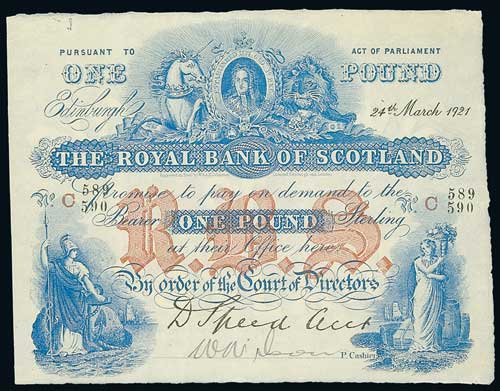 PURSUANT TO ACT OF PARLIAMENT
ONE POUND
Edinburgh 24th March 1921
THE ROYAL BANK OF SCOTLAND
No. C 589/590 No. C 589/590
Promise to pay on demand to the
Bearer ONE POUND Sterling
R.B.S.
at their Office here
By order of the Court of Directors
D Speed Acct
P. Cashier